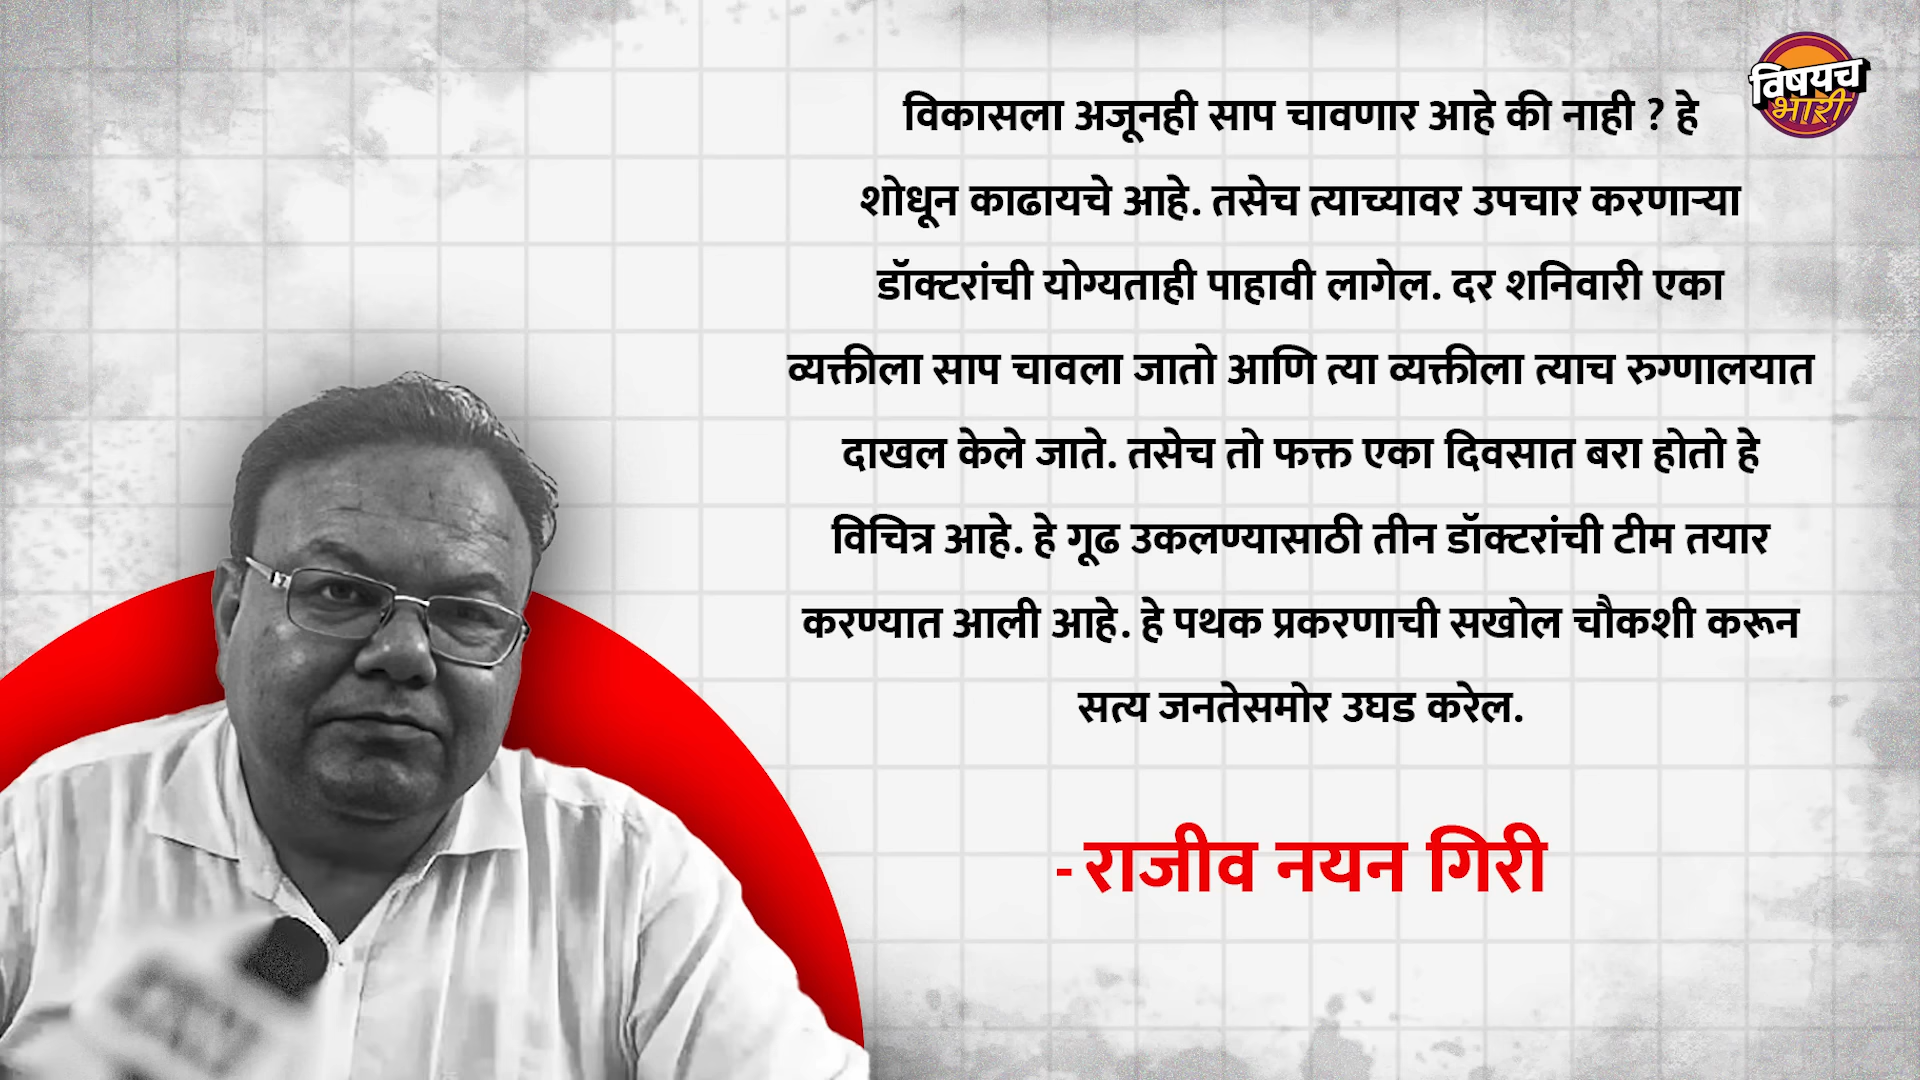 विषयच
भारी
विकासला अजूनही साप चावणार आहे की नाही ? हे
शोधून काढायचे आहे. तसेच त्याच्यावर उपचार करणाऱ्या
डॉक्टरांची योग्यताही पाहावी लागेल. दर शनिवारी एका
व्यक्तीला साप चावला जातो आणि त्या व्यक्तीला त्याच रुग्णालयात
दाखल केले जाते. तसेच तो फक्त एका दिवसात बरा होतो हे
विचित्र आहे. हे गूढ उकलण्यासाठी तीन डॉक्टरांची टीम तयार
करण्यात आली आहे. हे पथक प्रकरणाची सखोल चौकशी करून
सत्य जनतेसमोर उघड करेल.
- राजीव नयन गिरी